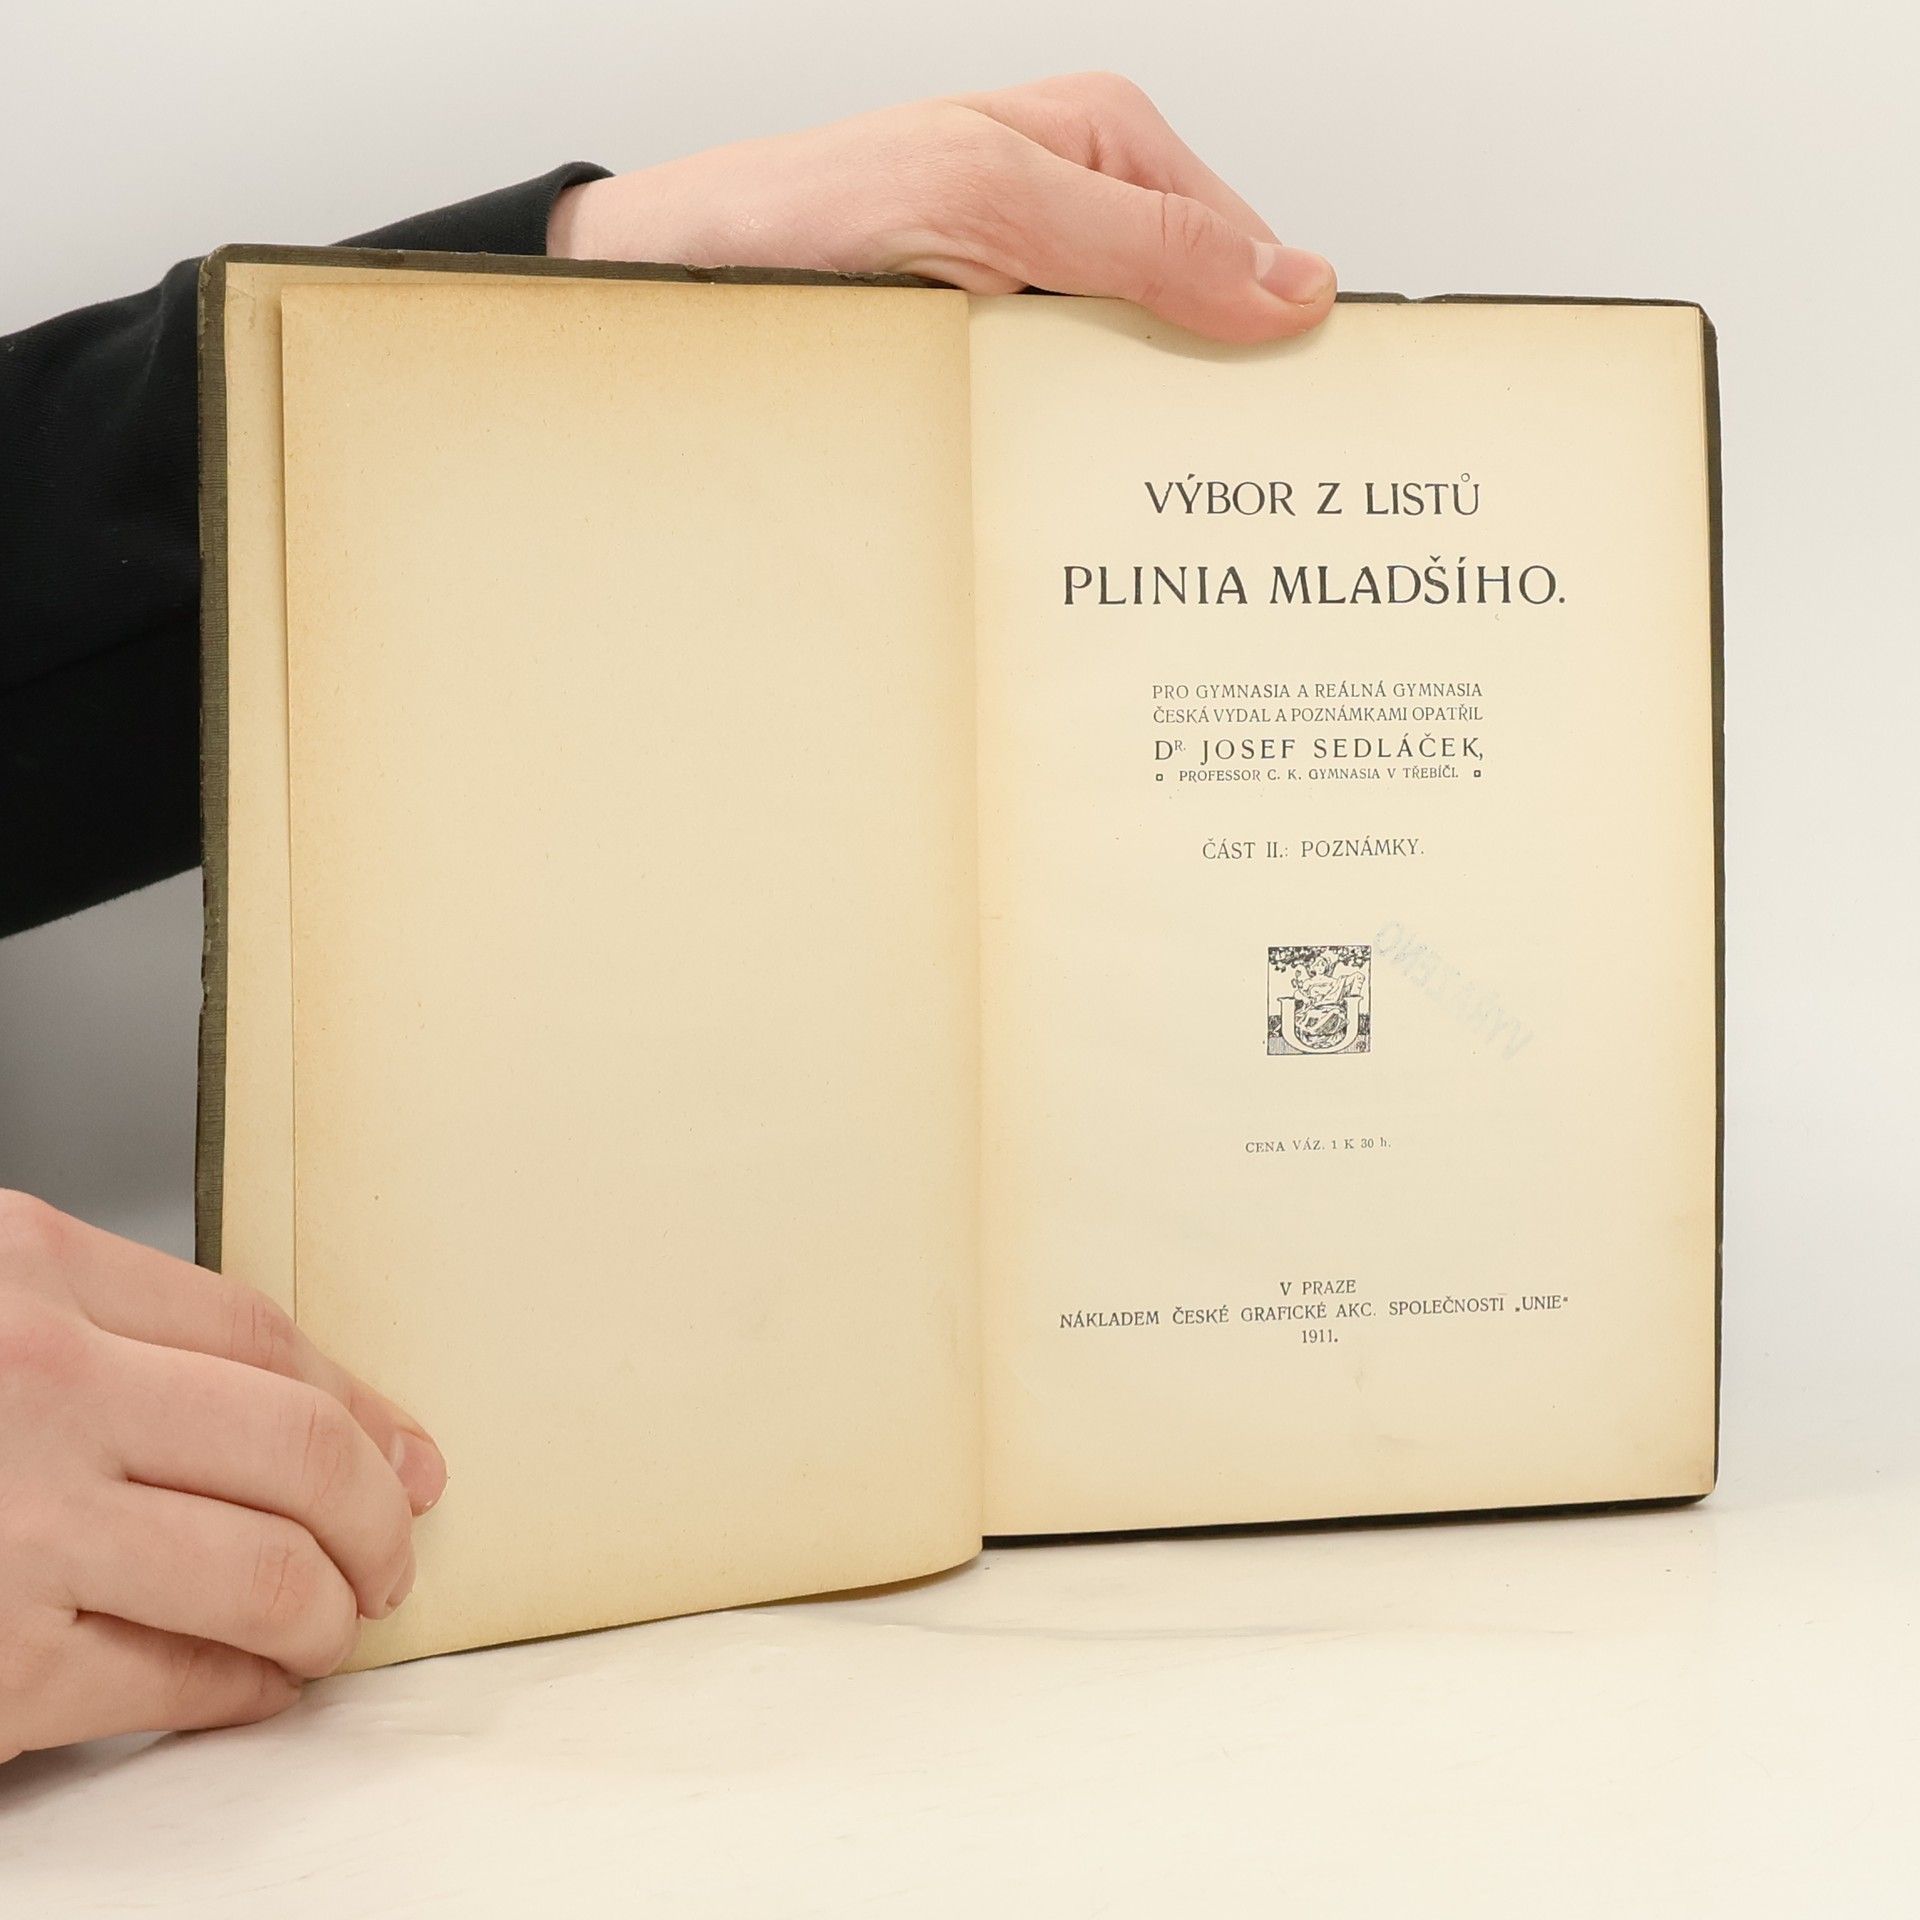 VÝBOR Z LISTŮ
PLINIA MLADŠÍHO.
PRO GYMNASIA A REÁLNÁ GYMNASIA
ČESKÁ VYDAL A POZNÁMKAMI OPATŘIL
DR. JOSEF SEDLÁČEK,
PROFESSOR C. K. GYMNASIA V TŘEBÍČI.
ČÁST II.: POZNÁMKY.
VYŘAZENO
CENA VÁZ. 1 K 30 h.
V PRAZE
NÁKLADEM ČESKÉ GRAFICKÉ AKC. SPOLEČNOSTI „UNIE“
1911.